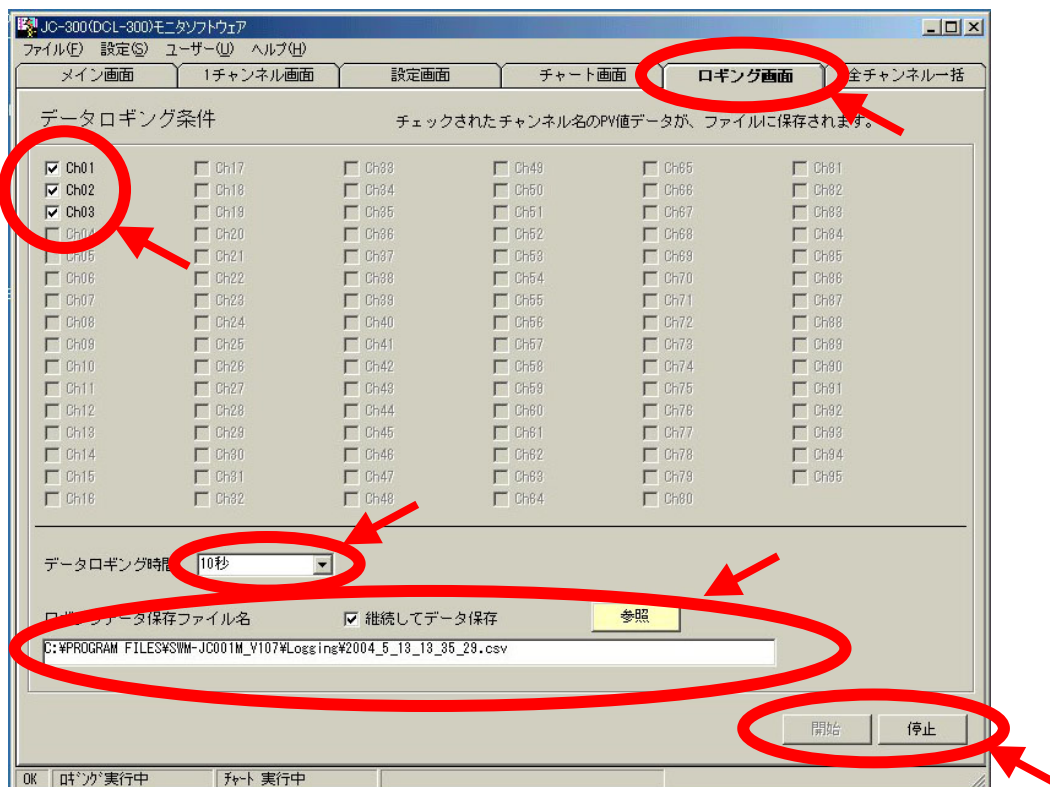 JC-300(DCL-300)モニタソフトウェア
ファイル(F) 設定(S) ユーザー(U) ヘルプ(H)
メイン画面 1チャンネル画面 設定画面 チャート画面 ロギング画面 全チャンネル一括
データロギング条件 チェックされたチャンネル名のPV値データが、ファイルに保存されます。
Ch01 Ch17 Ch33 Ch49 Ch65 Ch81
Ch02 Ch18 Ch34 Ch50 Ch66 Ch82
Ch03 Ch19 Ch35 Ch51 Ch67 Ch83
Ch04 Ch20 Ch36 Ch52 Ch68 Ch84
Ch05 Ch21 Ch37 Ch53 Ch69 Ch85
Ch06 Ch22 Ch38 Ch54 Ch70 Ch86
Ch07 Ch23 Ch39 Ch55 Ch71 Ch87
Ch08 Ch24 Ch40 Ch56 Ch72 Ch88
Ch09 Ch25 Ch41 Ch57 Ch73 Ch89
Ch10 Ch26 Ch42 Ch58 Ch74 Ch90
Ch11 Ch27 Ch43 Ch59 Ch75 Ch91
Ch12 Ch28 Ch44 Ch60 Ch76 Ch92
Ch13 Ch29 Ch45 Ch61 Ch77 Ch93
Ch14 Ch30 Ch46 Ch62 Ch78 Ch94
Ch15 Ch31 Ch47 Ch63 Ch79 Ch95
Ch16 Ch32 Ch48 Ch64 Ch80
データロギング時間 10秒
ロギングデータ保存ファイル名 継続してデータ保存 参照
C:¥PROGRAM FILES¥SWM-JC001M_V107¥Logging¥2004_5_13_13_35_29.csv
開始 停止
OK ﾛｷﾞﾝｸﾞ実行中 ﾁｬｰﾄ 実行中